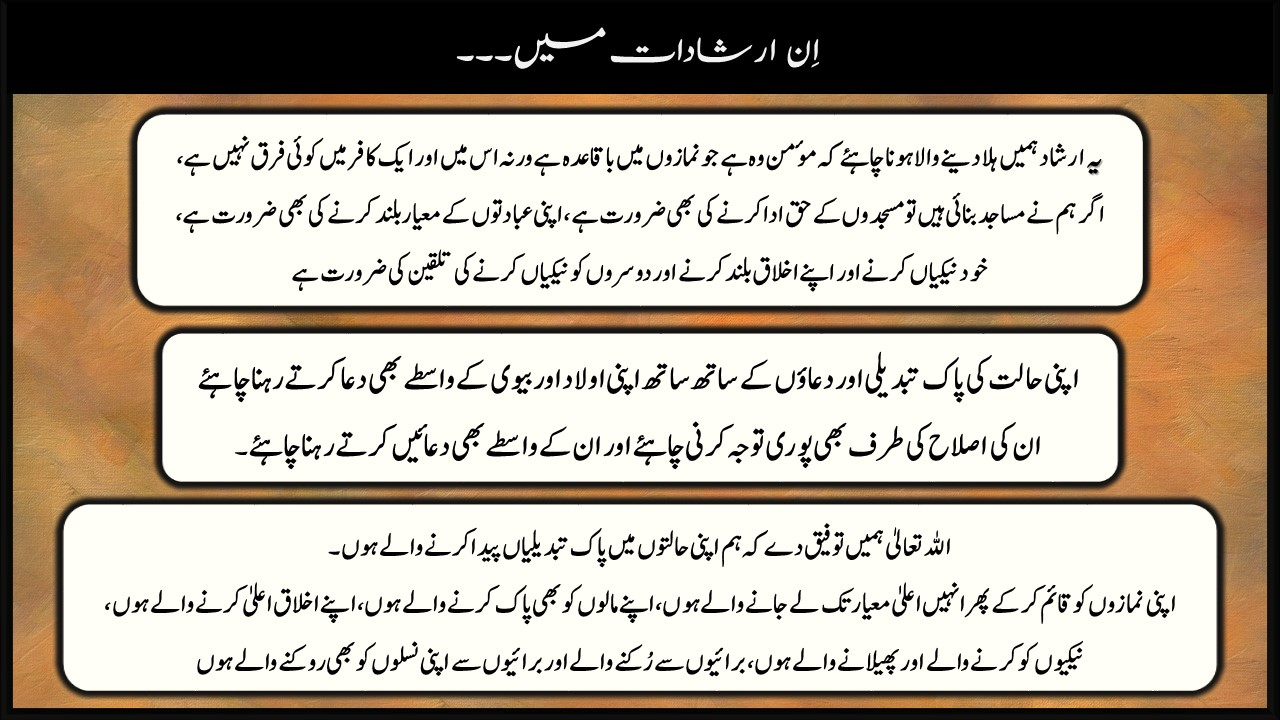 اِن ارشادات میں۔۔۔
یہ ارشاد ہمیں ہلا دینے والا ہونا چاہئے کہ موٴمن وہ ہے جو نمازوں میں باقاعدہ ہے ورنہ اس میں اور ایک کافر میں کوئی فرق نہیں ہے،
اگر ہم نے مساجد بنائی ہیں تو مسجدوں کے حق ادا کرنے کی بھی ضرورت ہے، اپنی عبادتوں کے معیار بلند کرنے کی بھی ضرورت ہے،
خود نیکیاں کرنے اور اپنے اخلاق بلند کرنے اور دوسروں کو نیکیاں کرنے کی تلقین کی ضرورت ہے
اپنی حالت کی پاک تبدیلی اور دعاؤں کے ساتھ ساتھ اپنی اولاد اور بیوی کے واسطے بھی دعا کرتے رہنا چاہئے
ان کی اصلاح کی طرف بھی پوری توجہ کرنی چاہئے اور ان کے واسطے بھی دعائیں کرتے رہنا چاہئے۔
اللہ تعالیٰ ہمیں توفیق دے کہ ہم اپنی حالتوں میں پاک تبدیلیاں پیدا کرنے والے ہوں۔
اپنی نمازوں کو قائم کر کے پھر انہیں اعلیٰ معیار تک لے جانے والے ہوں، اپنے مالوں کو بھی پاک کرنے والے ہوں، اپنے اخلاق اعلیٰ کرنے والے ہوں،
نیکیوں کو کرنے والے اور پھیلانے والے ہوں، برائیوں سے رُکنے والے اور برائیوں سے اپنی نسلوں کو بھی روکنے والے ہوں